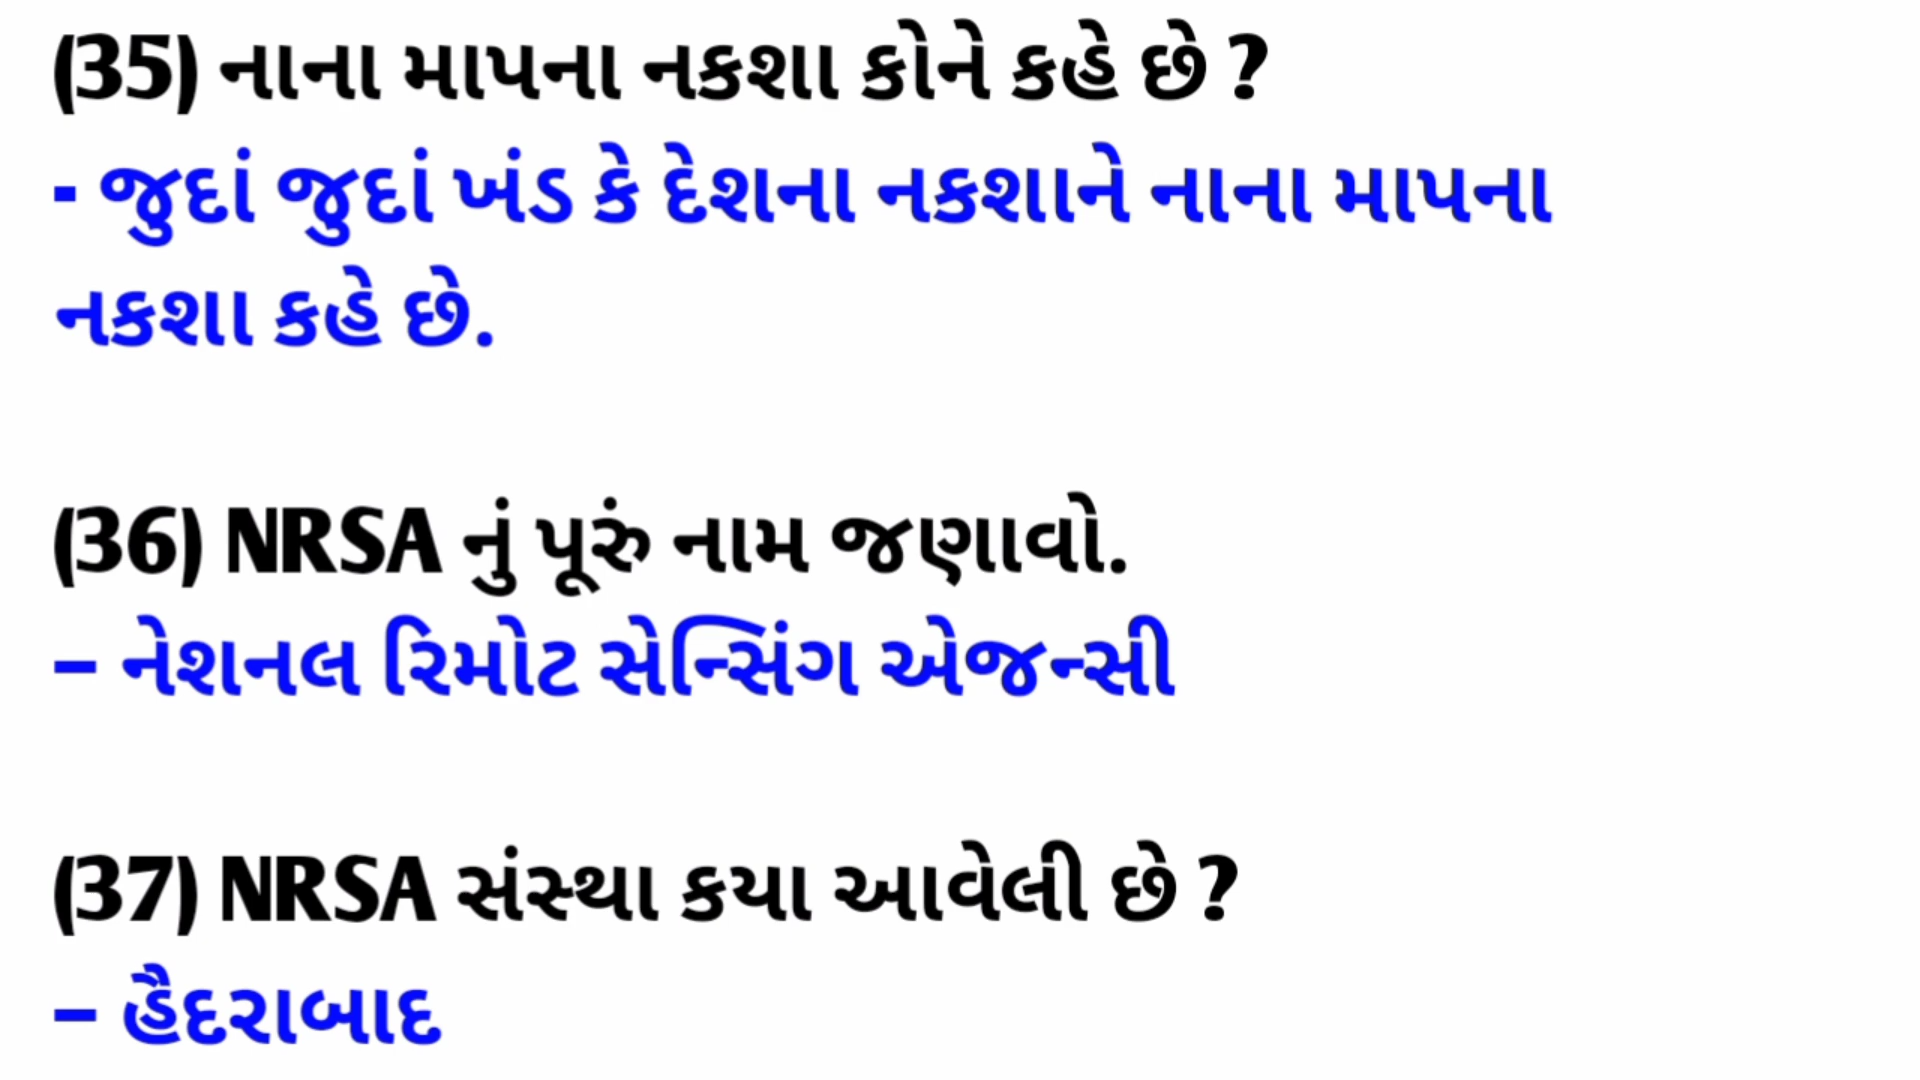 (35) નાના માપના નકશા કોને કહે છે ?
- જુદાં જુદાં ખંડ કે દેશના નકશાને નાના માપના
નકશા કહે છે.
(36) NRSA નું પૂરું નામ જણાવો.
– નેશનલ રિમોટ સેન્સિંગ એજન્સી
(37) NRSA સંસ્થા કયા આવેલી છે ?
– હૈદરાબાદ